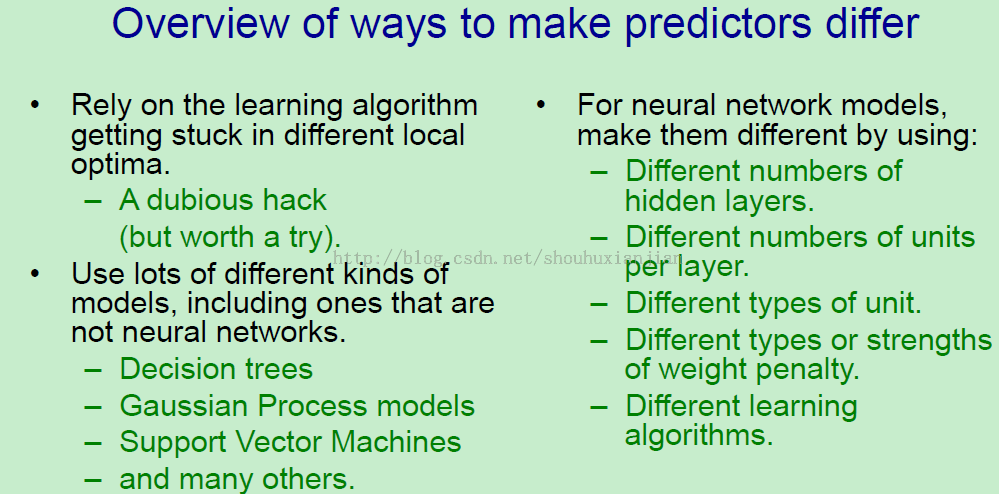 Overview of ways to make predictors differ
• Rely on the learning algorithm
getting stuck in different local
optima.
– A dubious hack
(but worth a try).
• Use lots of different kinds of
models, including ones that are
not neural networks.
– Decision trees
– Gaussian Process models
– Support Vector Machines
– and many others.
• For neural network models,
make them different by using:
– Different numbers of
hidden layers.
– Different numbers of units
per layer.
– Different types of unit.
– Different types or strengths
of weight penalty.
– Different learning
algorithms.
http://blog.csdn.net/shouhuxianjian